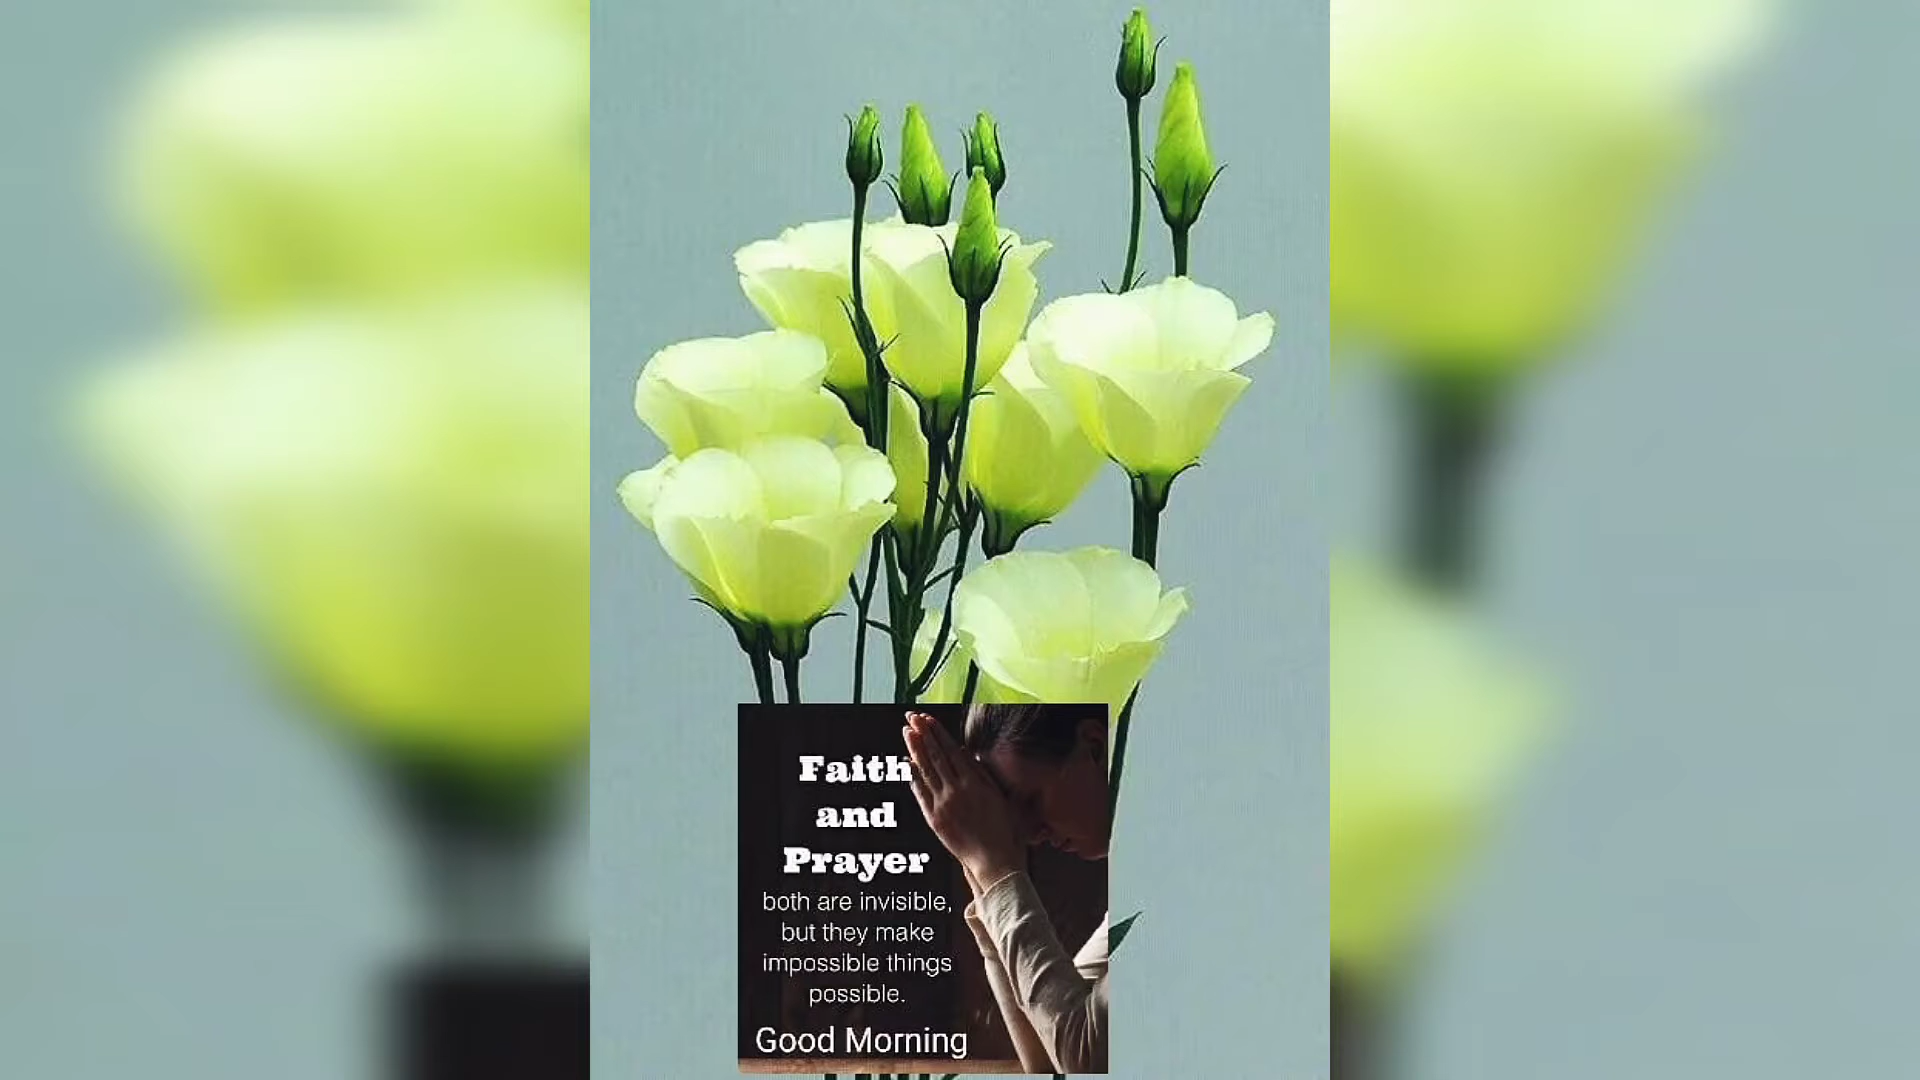 Faith
and
Prayer
both are invisible,
but they make
impossible things
possible.
Good Morning